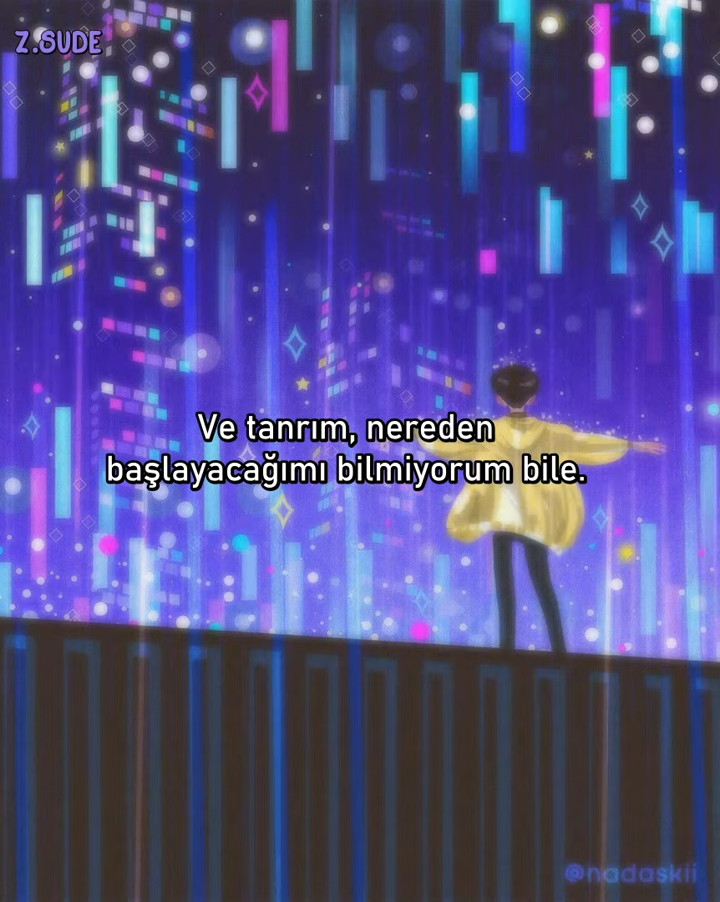 Z.SUDE
Ve tanrım, nereden
başlayacağımı bilmiyorum bile.
@nadaskii